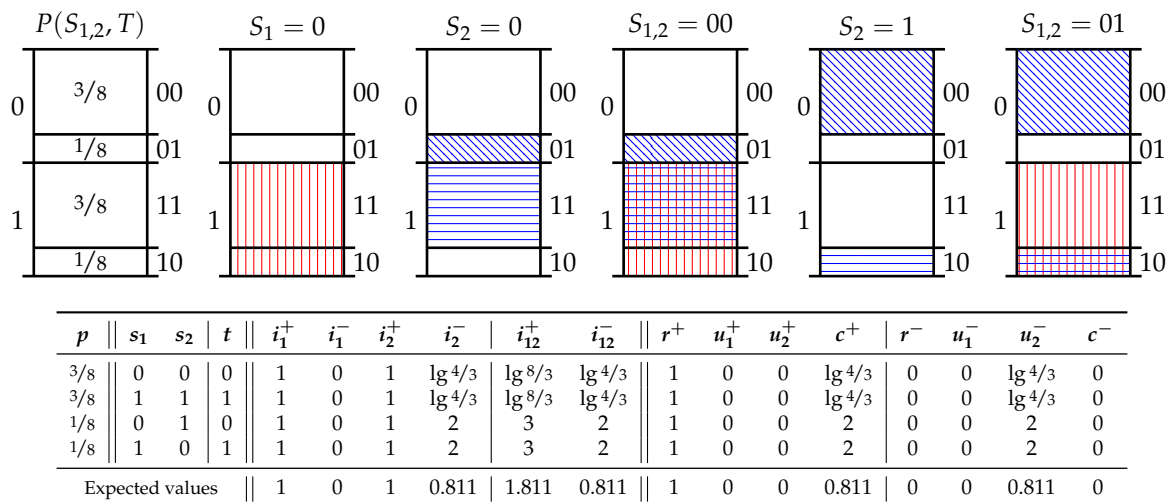 P(S₁,₂, T) S₁ = 0 S₂ = 0 S₁,₂ = 00 S₂ = 1 S₁,₂ = 01
0 3/8 00 0 00 0 00 0 00 0 00 0 00
1/8 01 01 01 01 01 01
1 3/8 11 1 11 1 11 1 11 1 11 1 11
1/8 10 10 10 10 10 10
p s₁ s₂ t i₁⁺ i₁⁻ i₂⁺ i₂⁻ i₁₂⁺ i₁₂⁻ r⁺ u₁⁺ u₂⁺ c⁺ r⁻ u₁⁻ u₂⁻ c⁻
3/8 0 0 0 1 0 1 lg 4/3 lg 8/3 lg 4/3 1 0 0 lg 4/3 0 0 lg 4/3 0
3/8 1 1 1 1 0 1 lg 4/3 lg 8/3 lg 4/3 1 0 0 lg 4/3 0 0 lg 4/3 0
1/8 0 1 0 1 0 1 2 3 2 1 0 0 2 0 0 2 0
1/8 1 0 1 1 0 1 2 3 2 1 0 0 2 0 0 2 0
Expected values 1 0 1 0.811 1.811 0.811 1 0 0 0.811 0 0 0.811 0